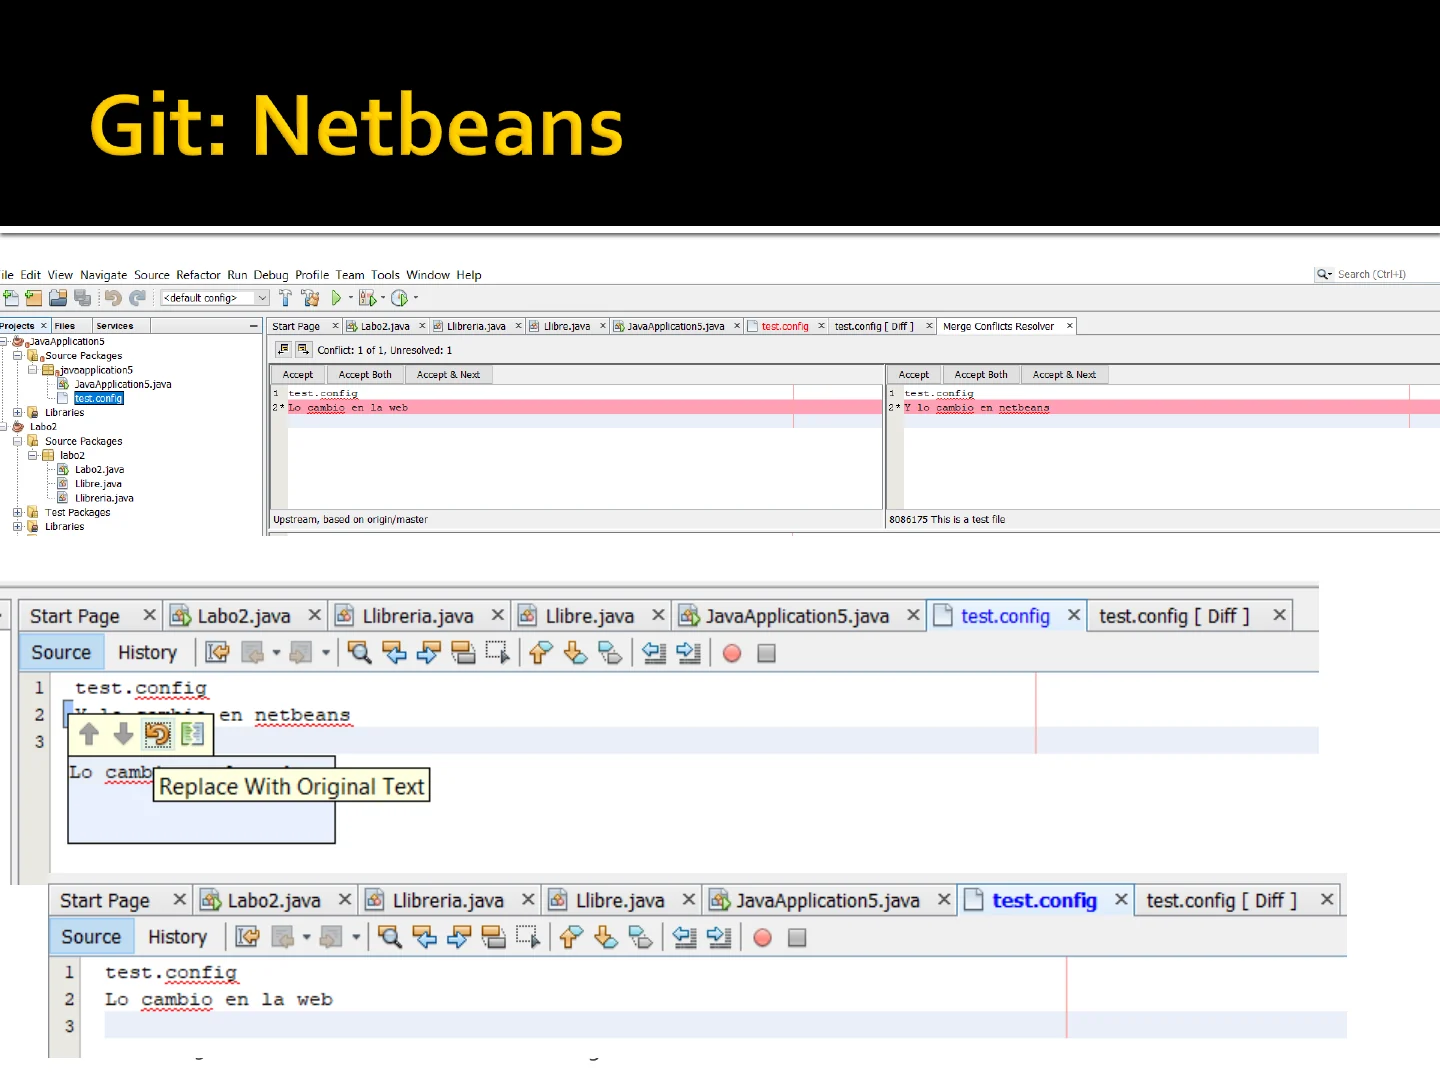 Git: Netbeans
ile Edit View Navigate Source Refactor Run Debug Profile Team Tools Window Help
Search (Ctrl+I)
<default config>
Projects Files Services
Start Page Labo2.java Llibreria.java Llibre.java JavaApplication5.java test.config test.config [ Diff ] Merge Conflicts Resolver
JavaApplication5
Source Packages
javaapplication5
JavaApplication5.java
test.config
Libraries
Labo2
Source Packages
labo2
Labo2.java
Llibre.java
Llibreria.java
Test Packages
Libraries
Conflict: 1 of 1, Unresolved: 1
Accept Accept Both Accept & Next
1 test.config
2* Lo cambio en la web
Upstream, based on origin/master
Accept Accept Both Accept & Next
1 test.config
2* Y lo cambio en netbeans
8086175 This is a test file
Start Page Labo2.java Llibreria.java Llibre.java JavaApplication5.java test.config test.config [ Diff ]
Source History
1 test.config
2 Y lo cambio en netbeans
3
Lo camb
Replace With Original Text
Start Page Labo2.java Llibreria.java Llibre.java JavaApplication5.java test.config test.config [ Diff ]
Source History
1 test.config
2 Lo cambio en la web
3